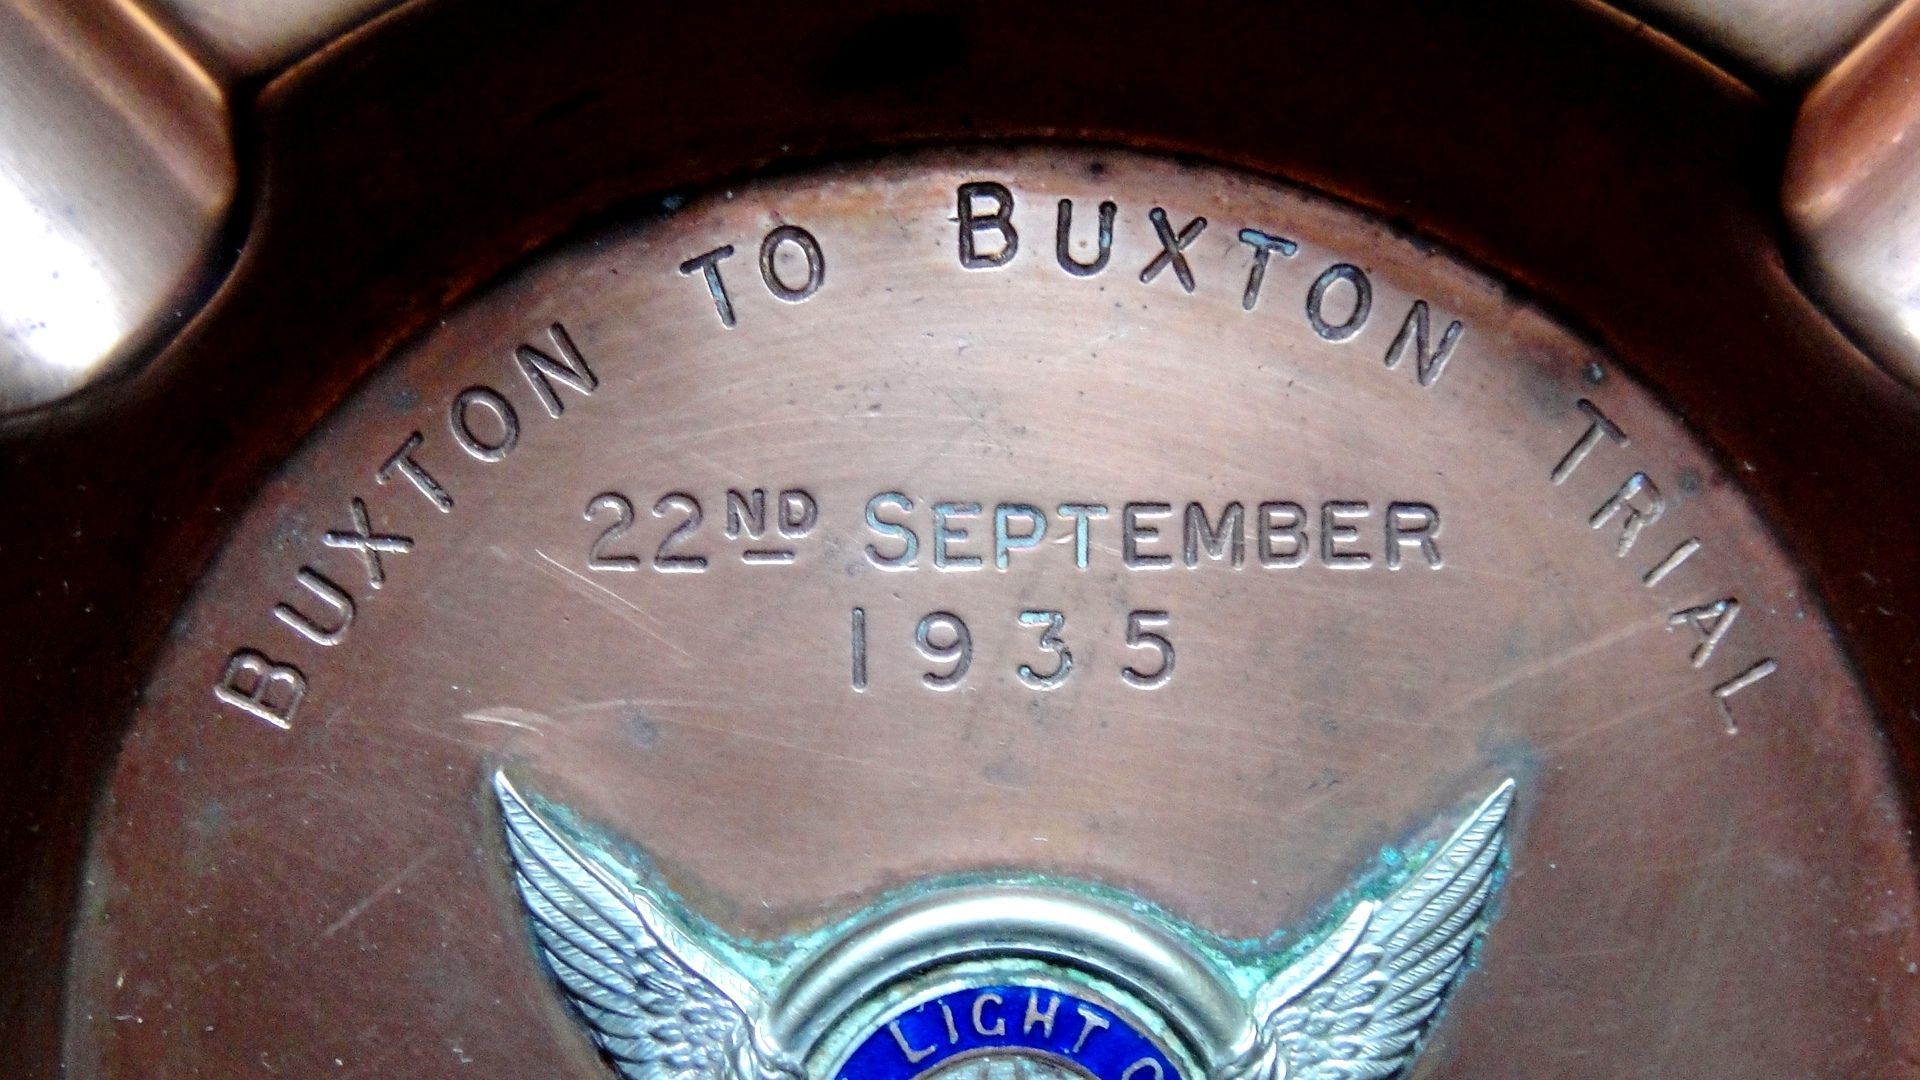 BUXTON TO BUXTON TRIAL
22ND SEPTEMBER
1935
LIGHT